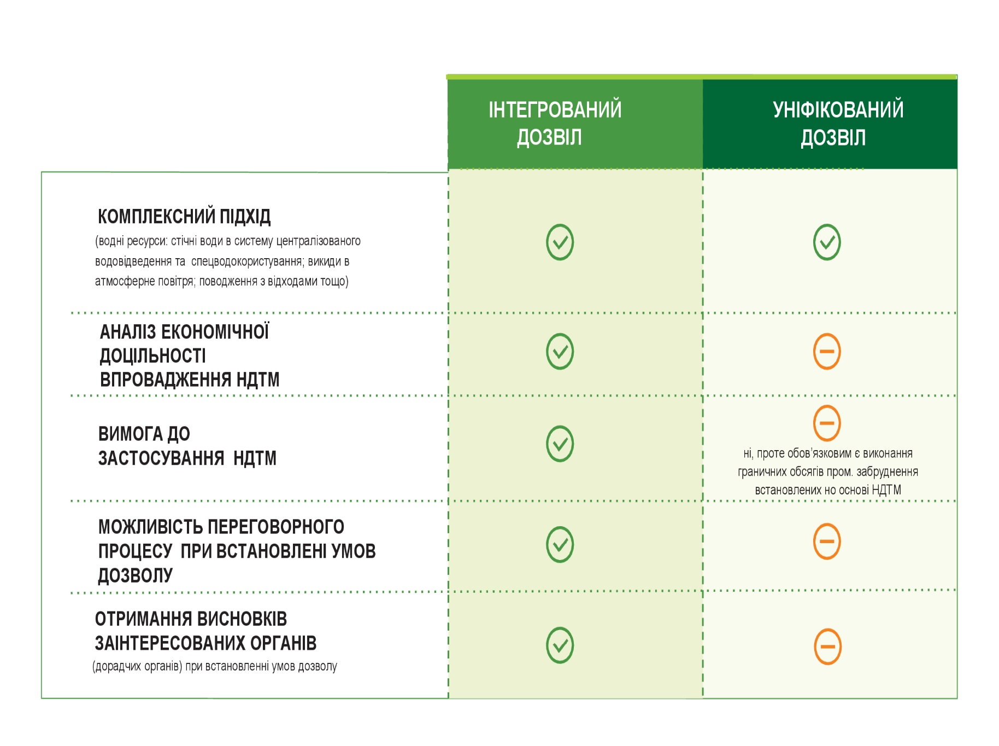 ІНТЕГРОВАНИЙ
ДОЗВІЛ
УНІФІКОВАНИЙ
ДОЗВІЛ
КОМПЛЕКСНИЙ ПІДХІД
(водні ресурси: стічні води в систему централізованого
водовідведення та спецводокористування; викиди в
атмосферне повітря; поводження з відходами тощо)
АНАЛІЗ ЕКОНОМІЧНОЇ
ДОЦІЛЬНОСТІ
ВПРОВАДЖЕННЯ НДТМ
ВИМОГА ДО
ЗАСТОСУВАННЯ НДТМ
ні, проте обов’язковим є виконання
граничних обсягів пром. забруднення
встановлених но основі НДТМ
МОЖЛИВІСТЬ ПЕРЕГОВОРНОГО
ПРОЦЕСУ ПРИ ВСТАНОВЛЕНІ УМОВ
ДОЗВОЛУ
ОТРИМАННЯ ВИСНОВКІВ
ЗАІНТЕРЕСОВАНИХ ОРГАНІВ
(дорадчих органів) при встановленні умов дозволу